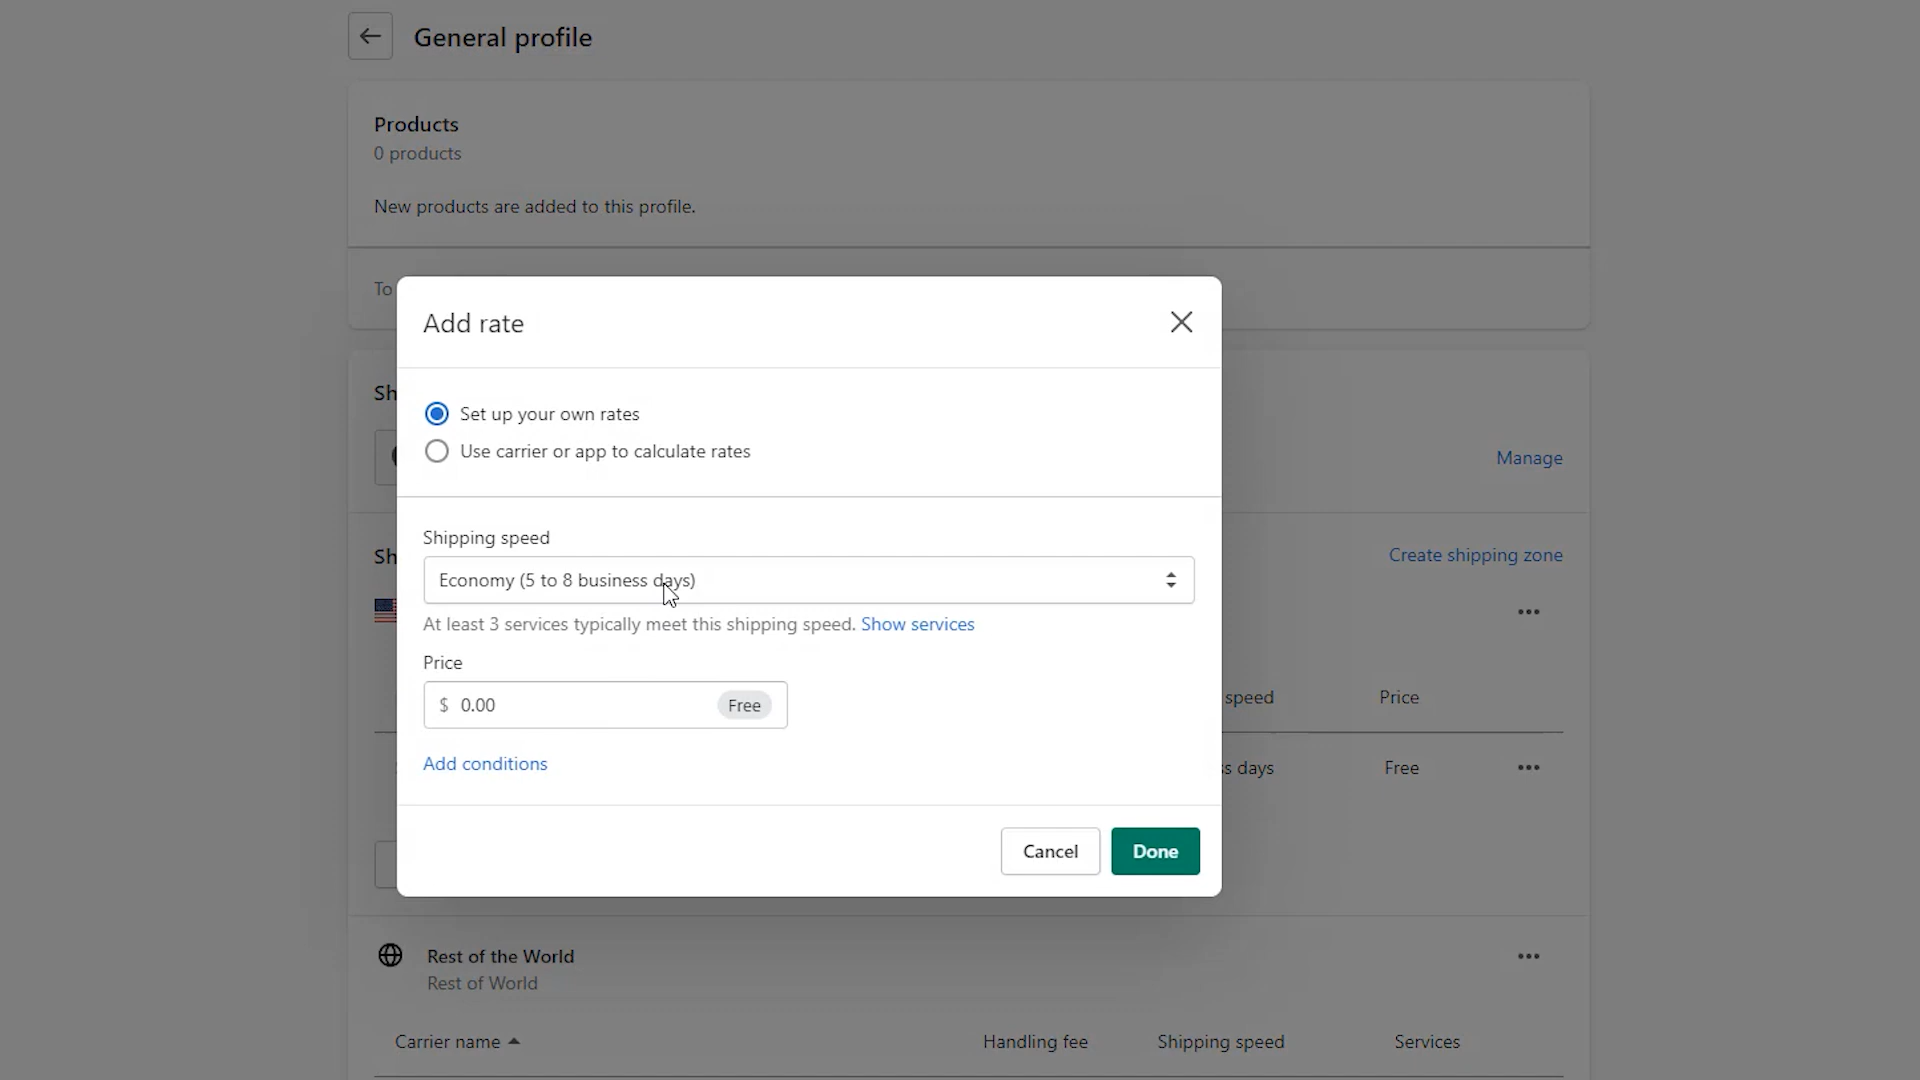 General profile
Products
0 products
New products are added to this profile.
To
Add rate
Sh
Set up your own rates
Use carrier or app to calculate rates
Manage
Shipping speed
Sh
Create shipping zone
Economy (5 to 8 business days)
At least 3 services typically meet this shipping speed. Show services
Price
$ 0.00 Free
speed Price
Add conditions
s days Free
Cancel Done
Rest of the World
Rest of World
Carrier name Handling fee Shipping speed Services